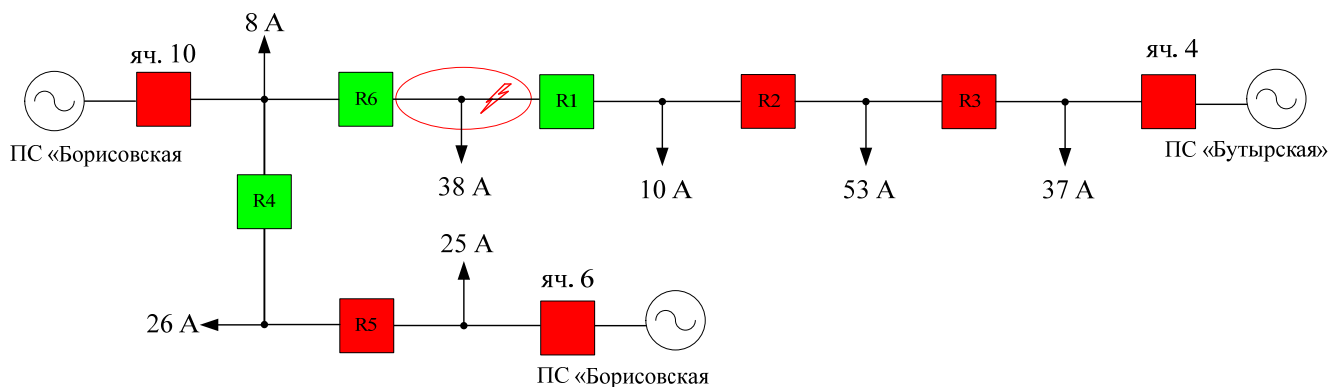 8 А
яч. 10
яч. 4
R6
R1
R2
R3
ПС «Борисовская
ПС «Бутырская»
38 А
10 А
53 А
37 А
R4
25 А
яч. 6
26 А
R5
ПС «Борисовская